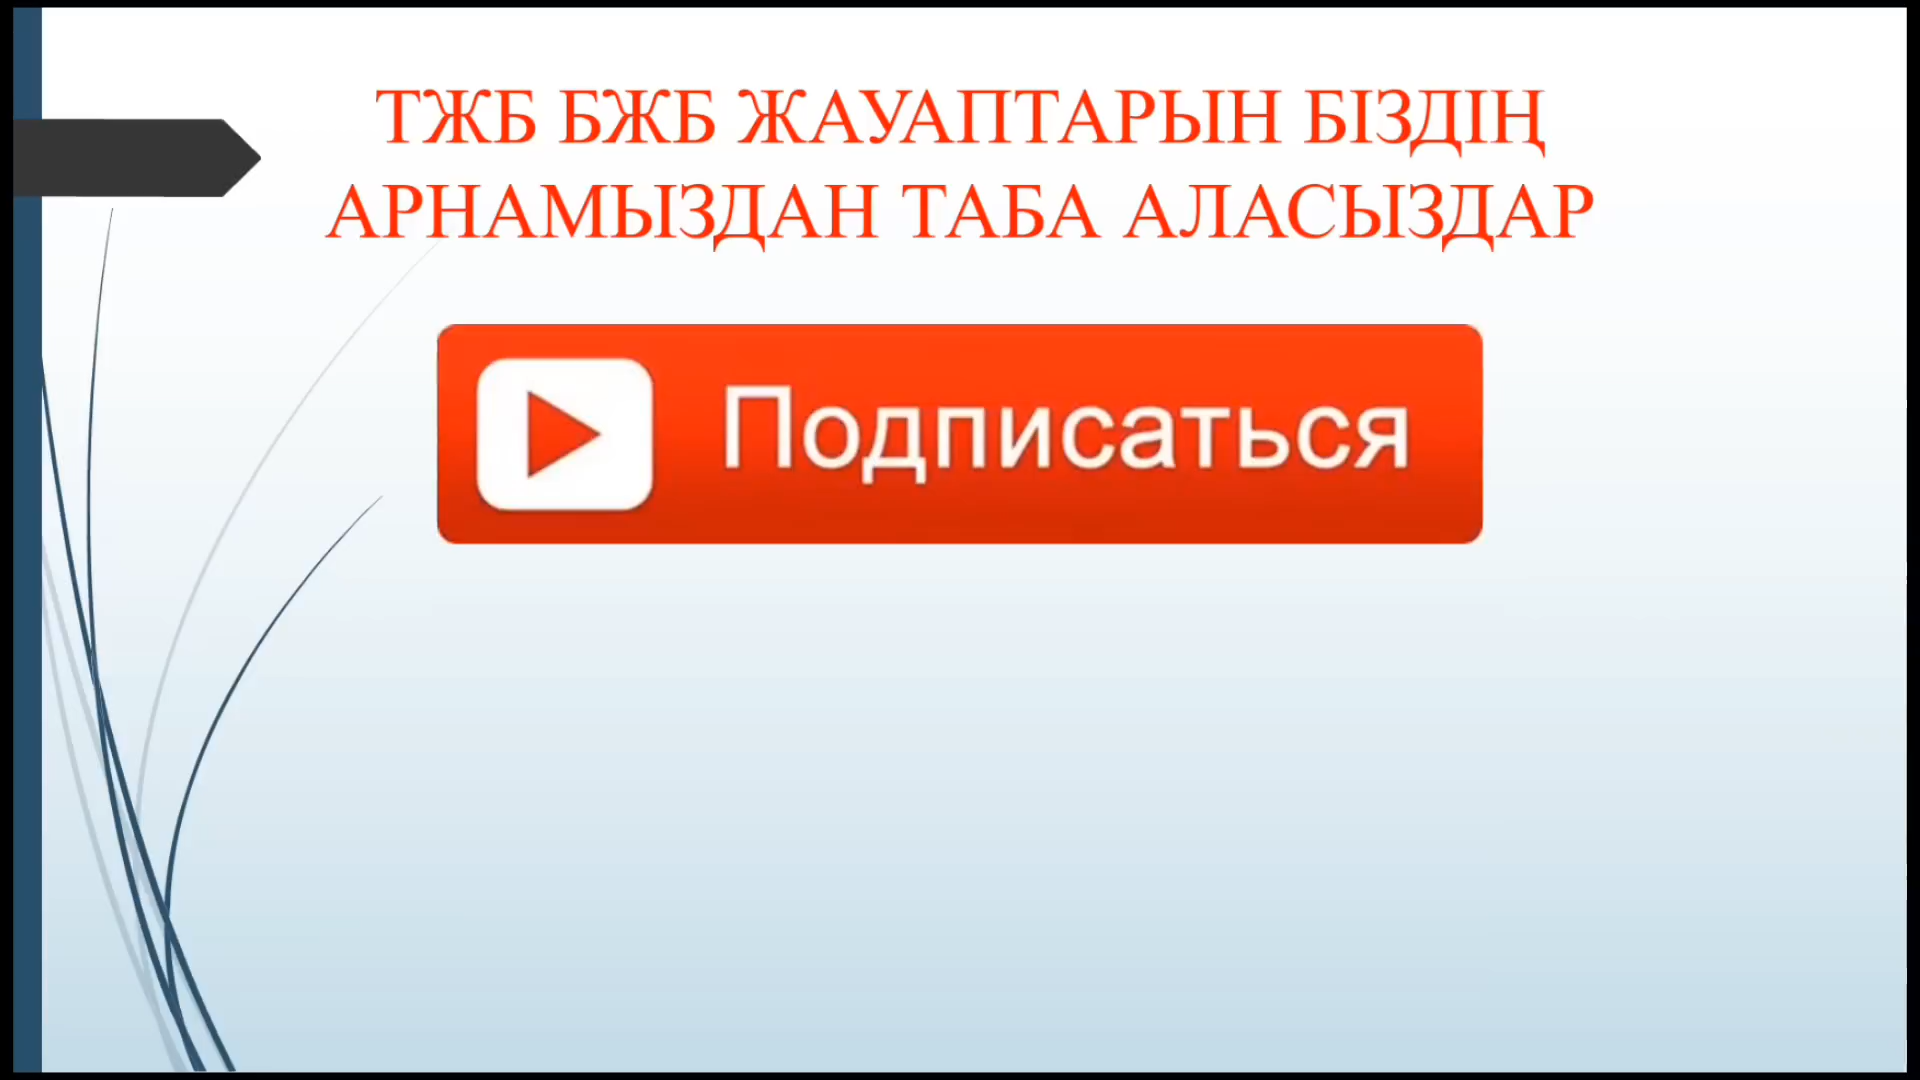 ТЖБ БЖБ ЖАУАПТАРЫН БІЗДІҢ
АРНАМЫЗДАН ТАБА АЛАСЫЗДАР
Подписаться